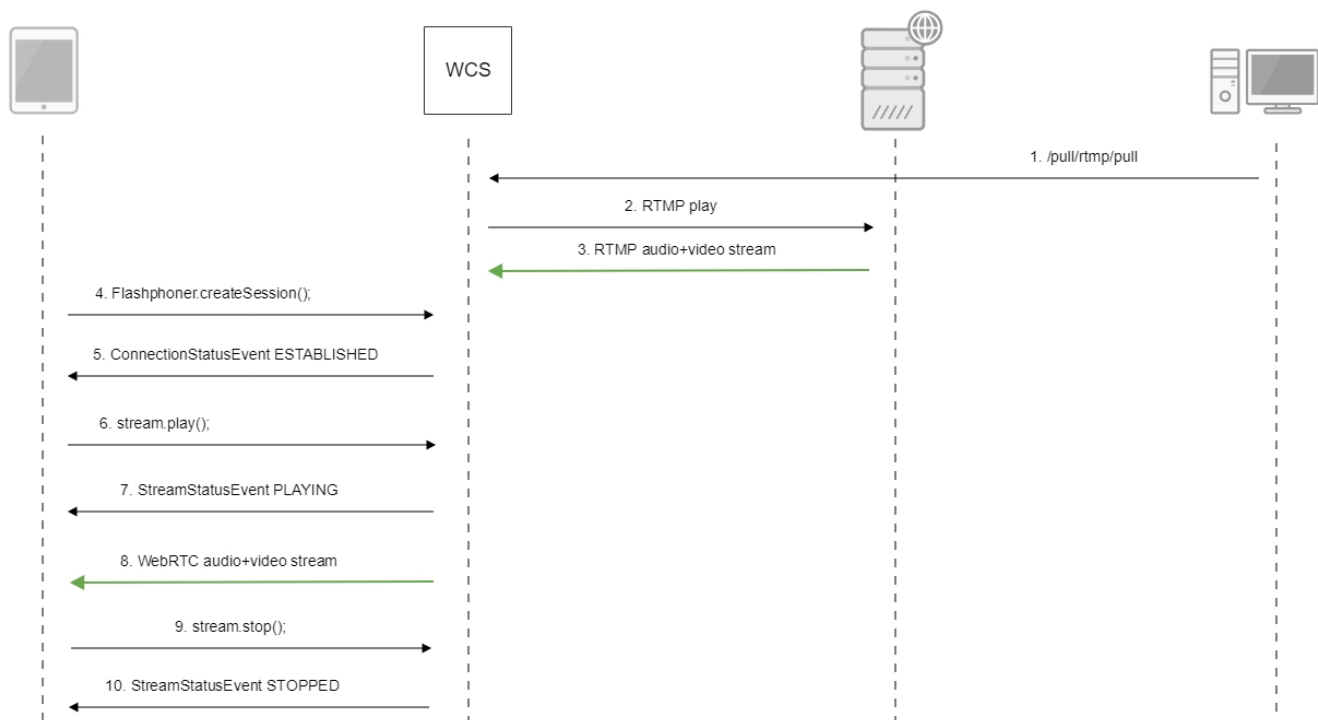 WCS
1. /pull/rtmp/pull
2. RTMP play
3. RTMP audio+video stream
4. Flashphoner.createSession();
5. ConnectionStatusEvent ESTABLISHED
6. stream.play();
7. StreamStatusEvent PLAYING
8. WebRTC audio+video stream
9. stream.stop();
10. StreamStatusEvent STOPPED